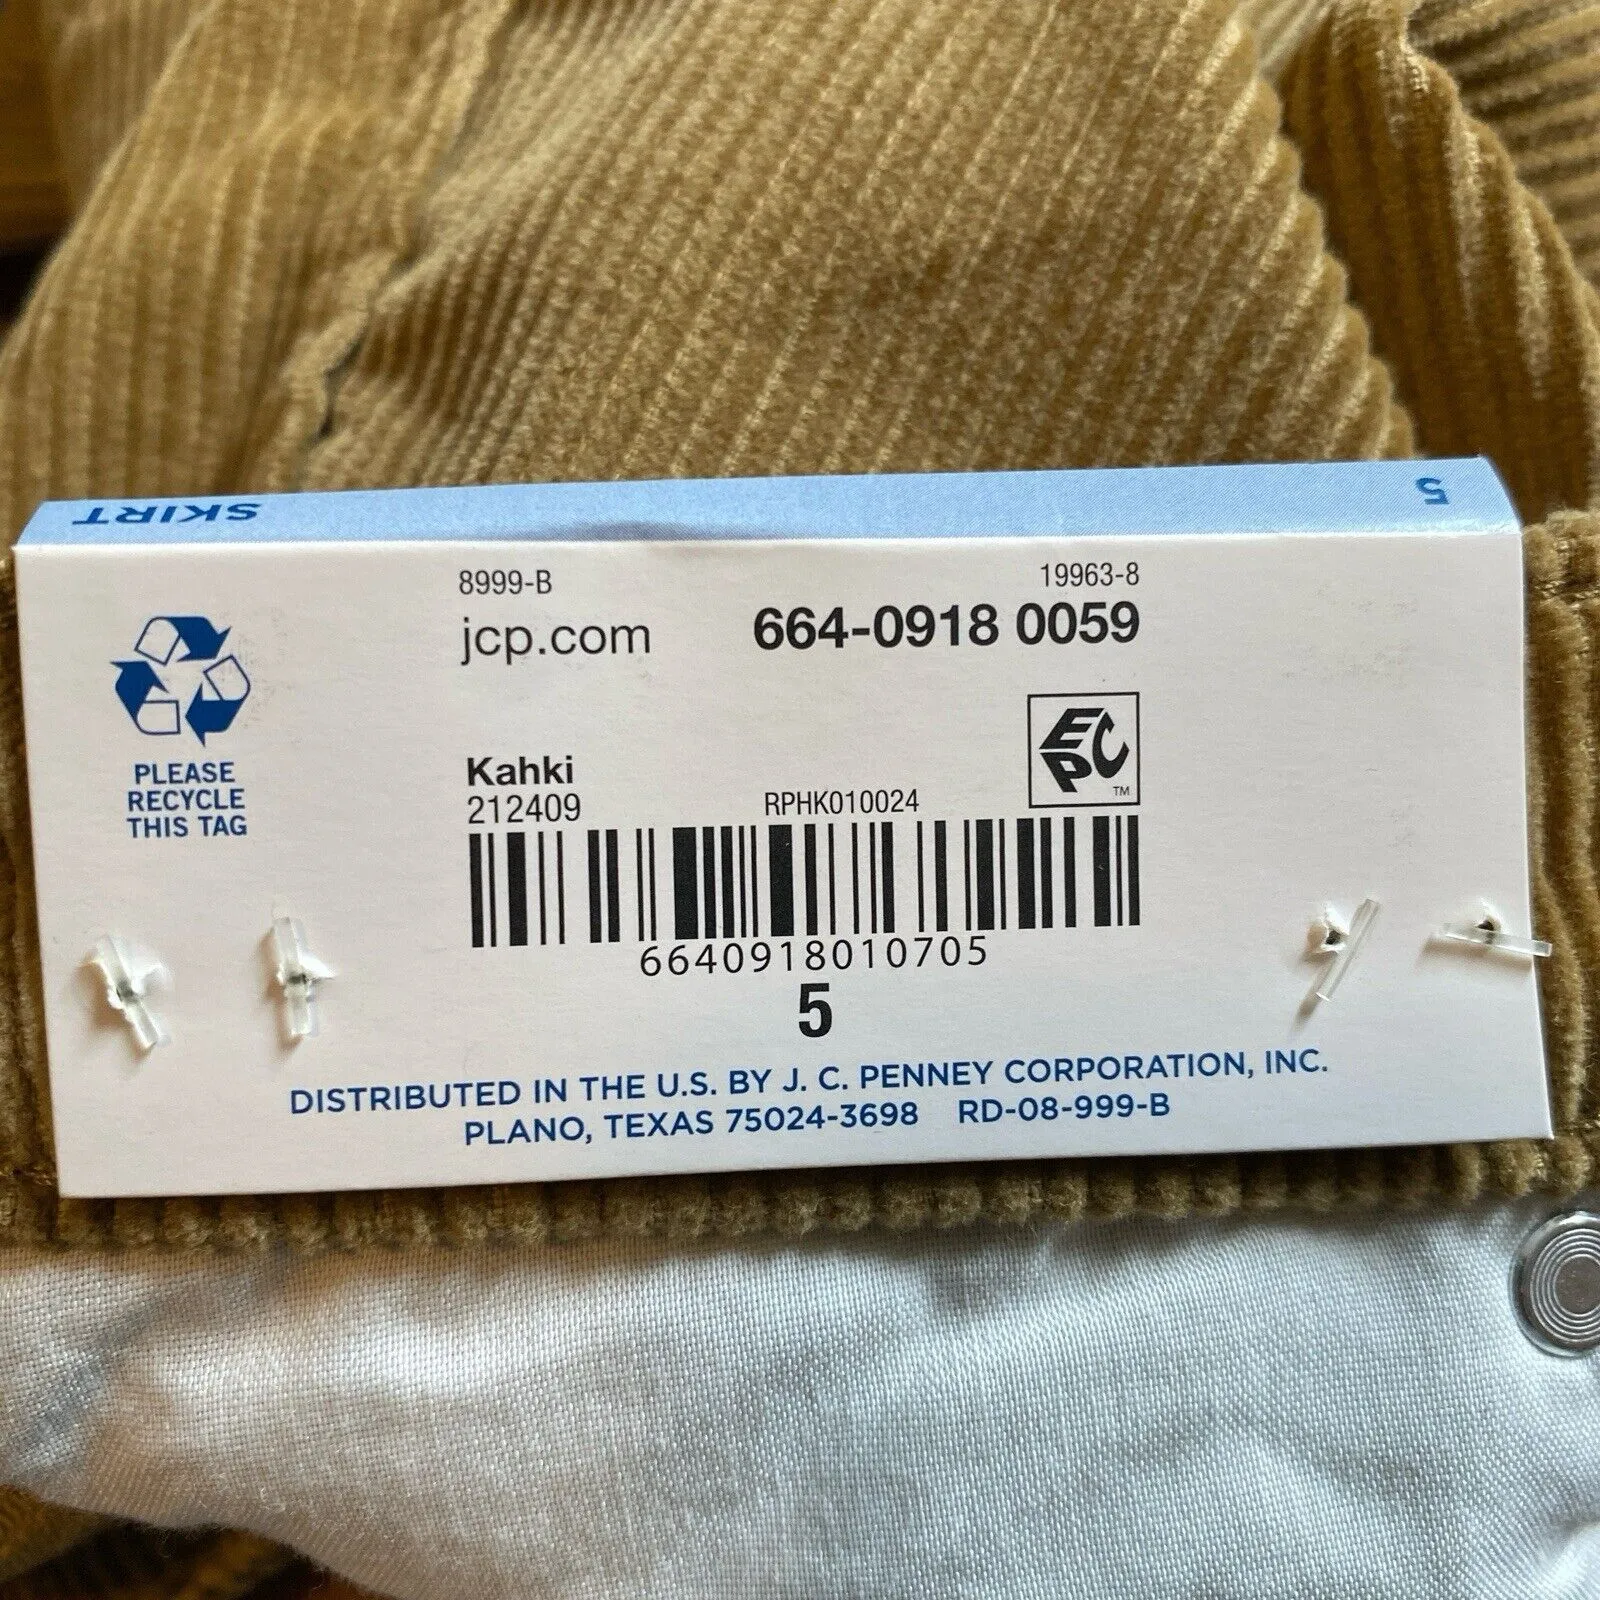 SKIRT 5
8999-B 19963-8
jcp.com 664-0918 0059
EPC TM
PLEASE
RECYCLE
THIS TAG
Kahki
212409 RPHK010024
6640918010705
5
DISTRIBUTED IN THE U.S. BY J. C. PENNEY CORPORATION, INC.
PLANO, TEXAS 75024-3698 RD-08-999-B